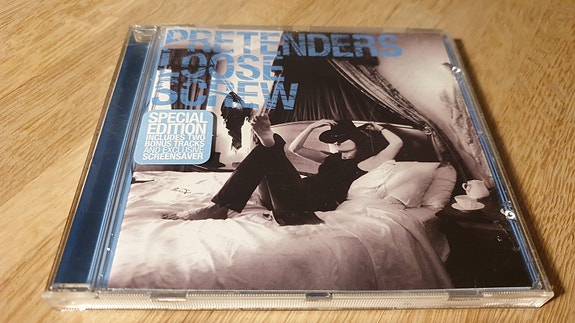 PRETENDERS
LOOSE
SCREW
SPECIAL
EDITION
INCLUDES TWO
BONUS TRACKS
AND EXCLUSIVE
SCREENSAVER